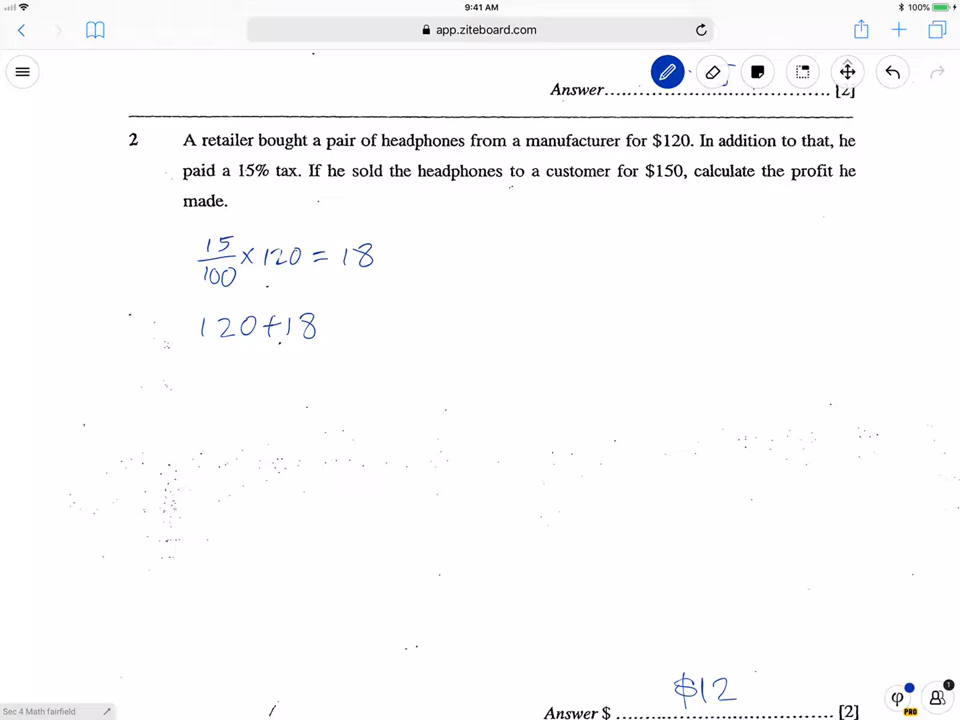 9:41 AM
100%
app.ziteboard.com
Answer.......................................... [2]
2 A retailer bought a pair of headphones from a manufacturer for $120. In addition to that, he
paid a 15% tax. If he sold the headphones to a customer for $150, calculate the profit he
made.
15/100 × 120 = 18
120+18
$12
Answer $ .......................................... [2]
Sec 4 Math fairfield
φ PRO
1